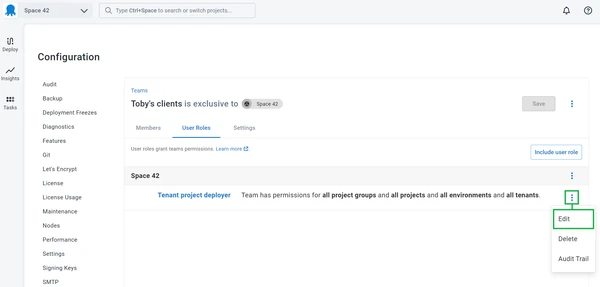 Space 42
Type Ctrl+Space to search or switch projects...
Deploy
Insights
Tasks
Configuration
Audit
Backup
Deployment Freezes
Diagnostics
Features
Git
Let's Encrypt
License
License Usage
Maintenance
Nodes
Performance
Settings
Signing Keys
SMTP
Teams
Toby's clients is exclusive to Space 42
Save
Members User Roles Settings
User roles grant teams permissions. Learn more
Include user role
Space 42
Tenant project deployer Team has permissions for all project groups and all projects and all environments and all tenants.
Edit
Delete
Audit Trail